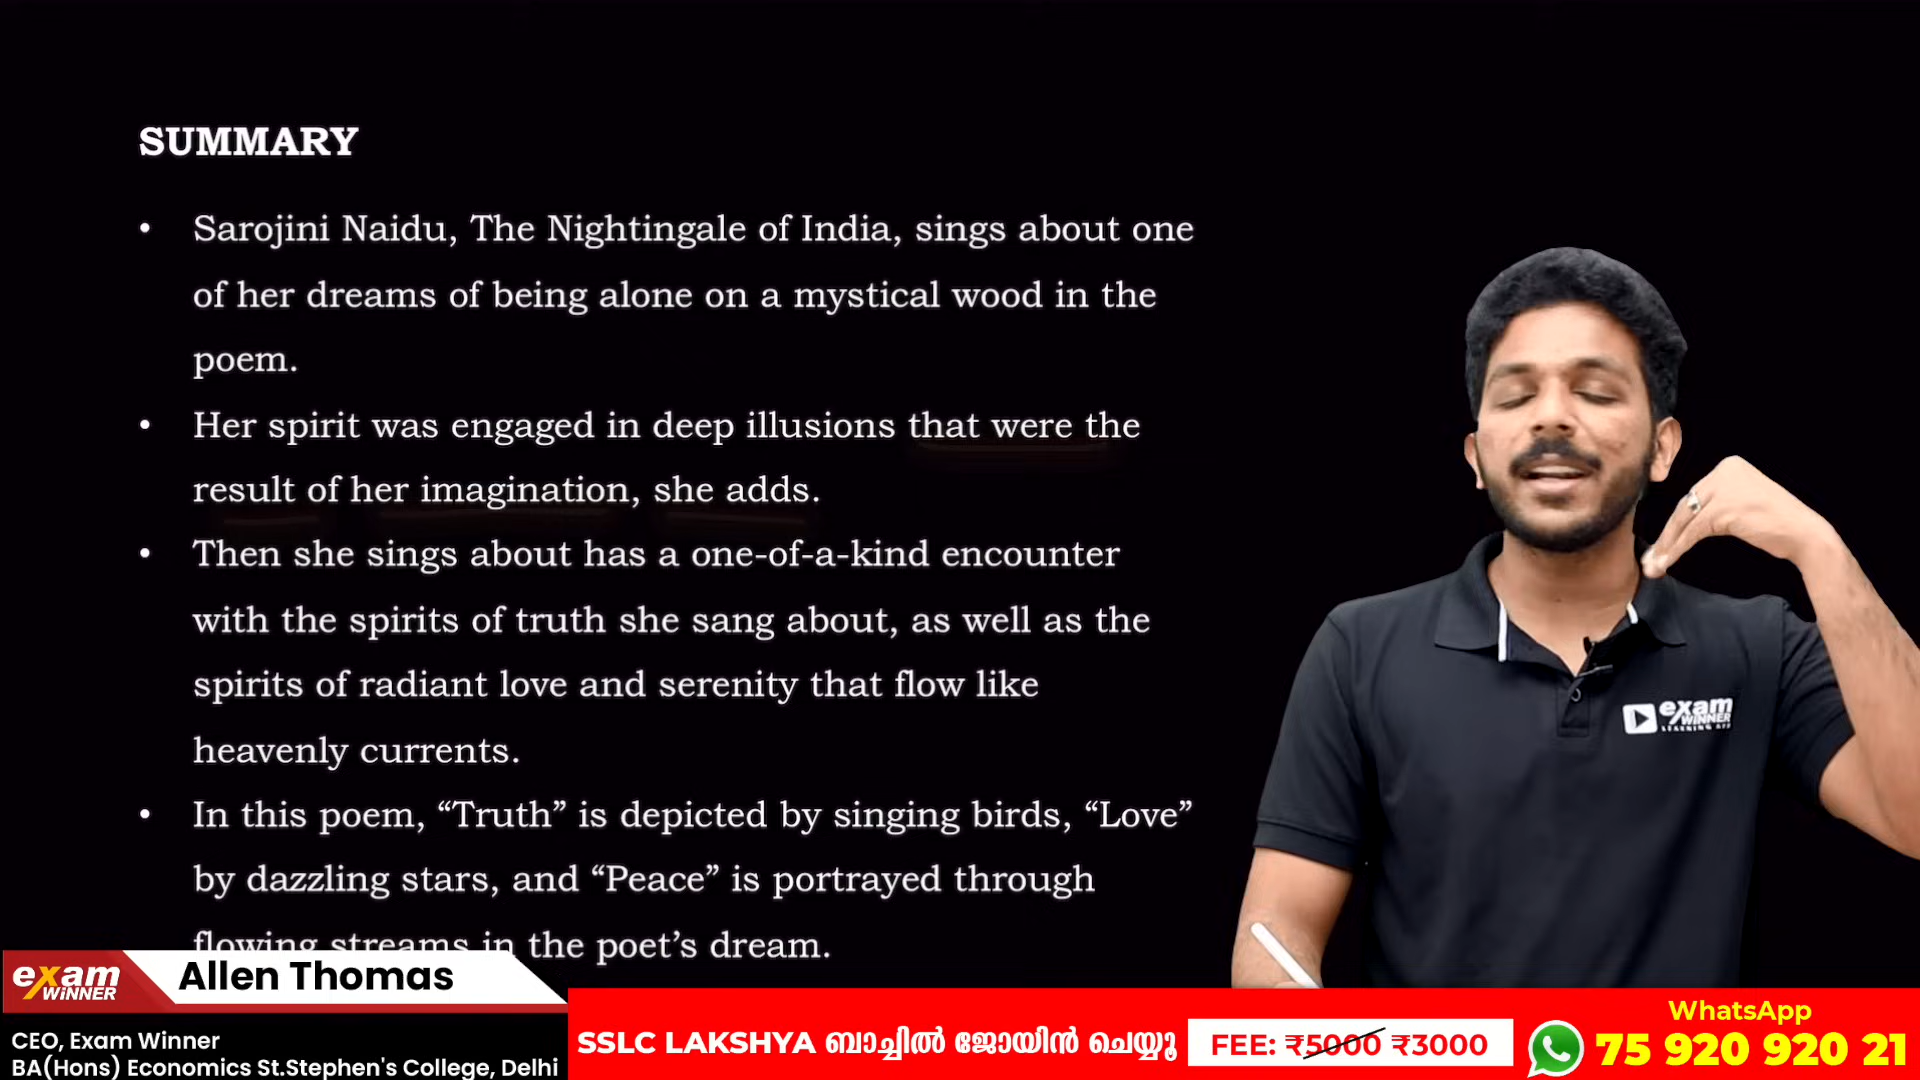 SUMMARY
• Sarojini Naidu, The Nightingale of India, sings about one
of her dreams of being alone on a mystical wood in the
poem.
• Her spirit was engaged in deep illusions that were the
result of her imagination, she adds.
• Then she sings about has a one-of-a-kind encounter
with the spirits of truth she sang about, as well as the
spirits of radiant love and serenity that flow like
heavenly currents.
• In this poem, “Truth” is depicted by singing birds, “Love”
by dazzling stars, and “Peace” is portrayed through
flowing streams in the poet’s dream.
exam
WINNER
LEARNING APP
exam
WINNER
Allen Thomas
CEO, Exam Winner
BA(Hons) Economics St.Stephen's College, Delhi
SSLC LAKSHYA ബാച്ചിൽ ജോയിൻ ചെയ്യൂ
FEE: ₹5000 ₹3000
WhatsApp
75 920 920 21